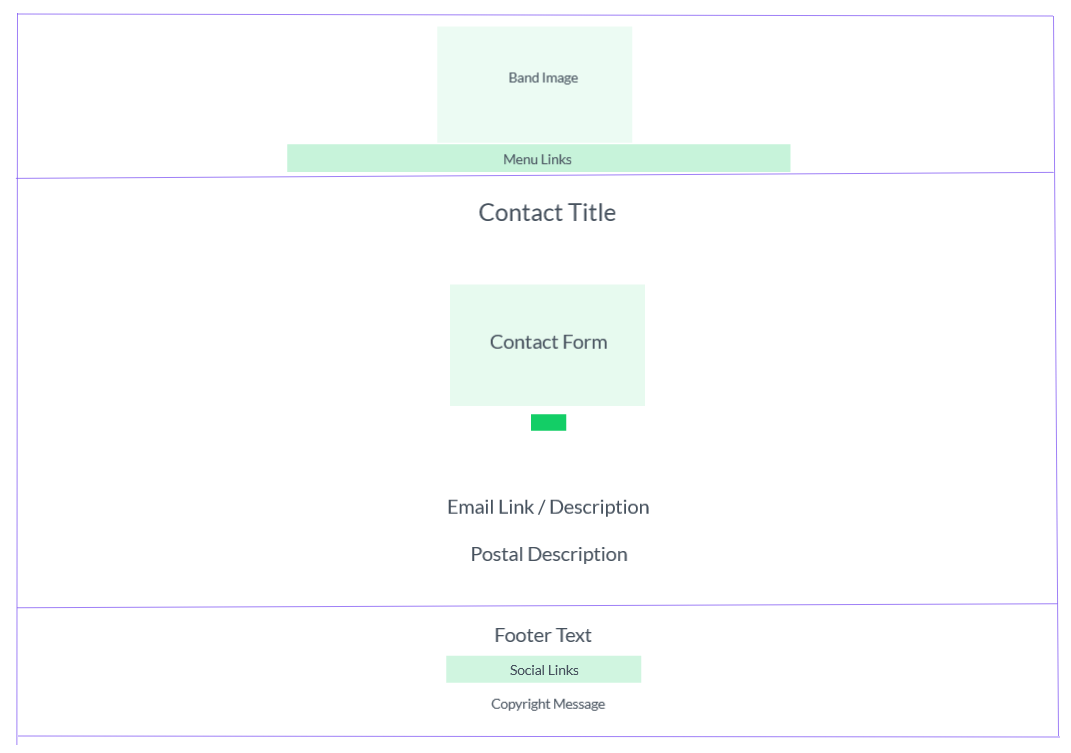 Band Image
Menu Links
Contact Title
Contact Form
Email Link / Description
Postal Description
Footer Text
Social Links
Copyright Message